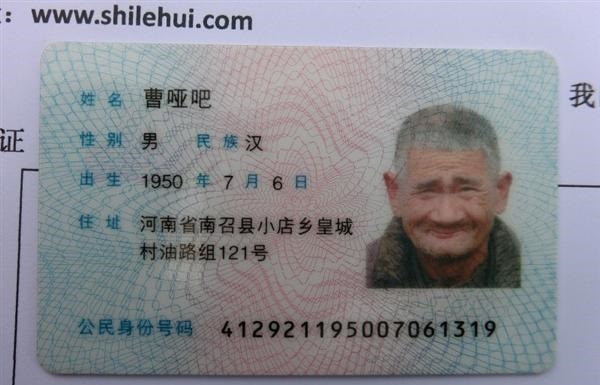 : www.shilehui.com
姓名 曹哑吧
性别 男 民族 汉
出生 1950 年 7 月 6 日
住址 河南省南召县小店乡皇城
村油路组121号
公民身份号码 412921195007061319
证
我